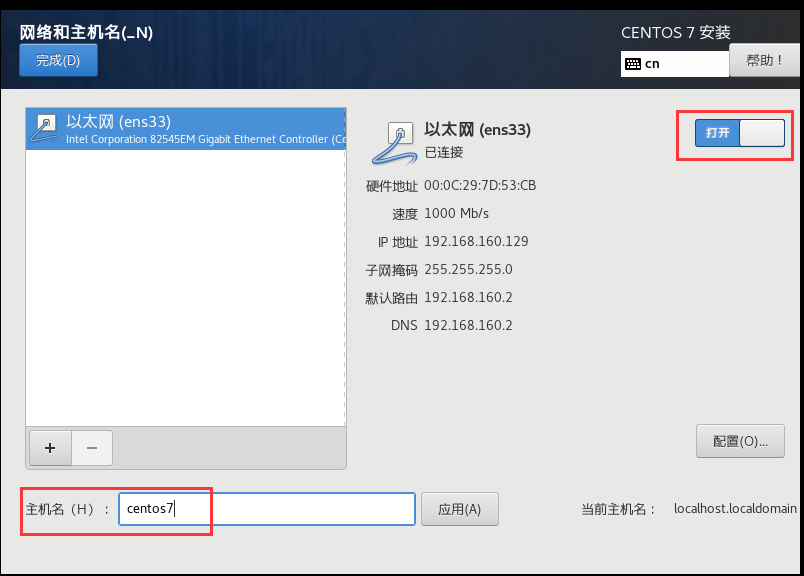 网络和主机名(_N)
CENTOS 7 安装
完成(D)
cn
帮助！
以太网 (ens33)
Intel Corporation 82545EM Gigabit Ethernet Controller (Co
以太网 (ens33)
已连接
打开
硬件地址 00:0C:29:7D:53:CB
速度 1000 Mb/s
IP 地址 192.168.160.129
子网掩码 255.255.255.0
默认路由 192.168.160.2
DNS 192.168.160.2
+ −
配置(O)...
主机名（H）： centos7
应用(A)
当前主机名： localhost.localdomain